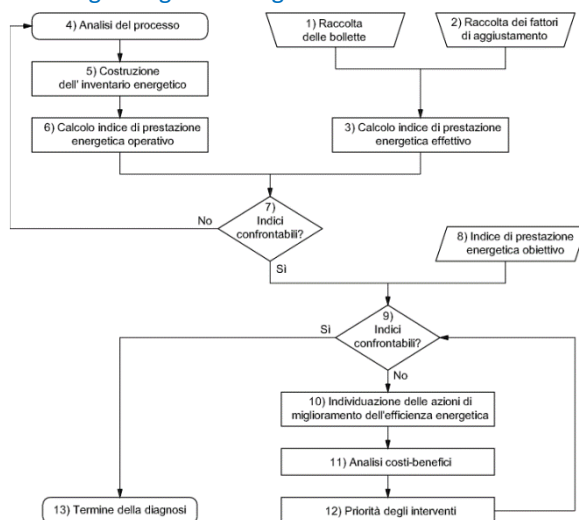 4) Analisi del processo
1) Raccolta
delle bollette
2) Raccolta dei fattori
di aggiustamento
5) Costruzione
dell' inventario energetico
6) Calcolo indice di prestazione
energetica operativo
3) Calcolo indice di prestazione
energetica effettivo
7)
Indici
confrontabili?
No
Sì
8) Indice di prestazione
energetica obiettivo
9)
Indici
confrontabili?
Sì
No
10) Individuazione delle azioni di
miglioramento dell'efficienza energetica
11) Analisi costi-benefici
12) Priorità degli interventi
13) Termine della diagnosi